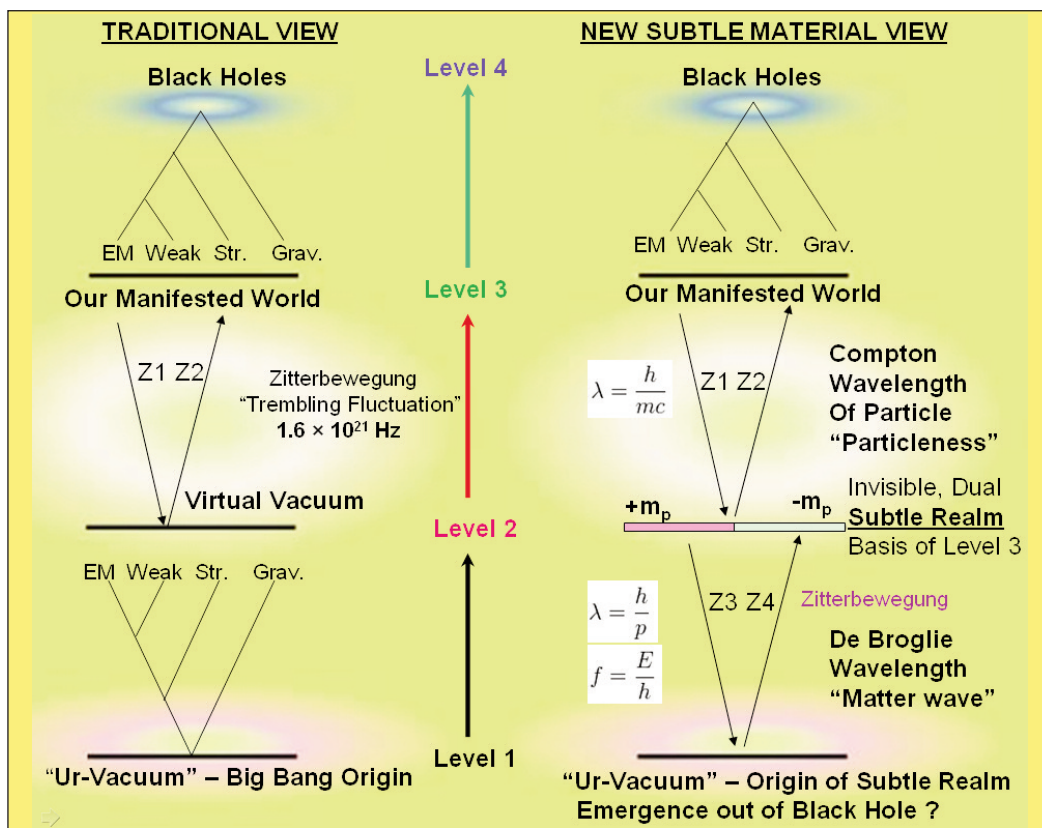 TRADITIONAL VIEW
Black Holes
EM Weak Str. Grav.
Our Manifested World
Z1 Z2
Zitterbewegung
“Trembling Fluctuation”
1.6 × 10²¹ Hz
Virtual Vacuum
EM Weak Str. Grav.
“Ur-Vacuum” – Big Bang Origin
Level 4
Level 3
Level 2
Level 1
NEW SUBTLE MATERIAL VIEW
Black Holes
EM Weak Str. Grav.
Our Manifested World
λ = h/mc
Z1 Z2
Compton
Wavelength
Of Particle
“Particleness”
+mₚ -mₚ
Invisible, Dual
Subtle Realm
Basis of Level 3
λ = h/p
f = E/h
Z3 Z4
Zitterbewegung
De Broglie
Wavelength
“Matter wave”
“Ur-Vacuum” – Origin of Subtle Realm
Emergence out of Black Hole ?